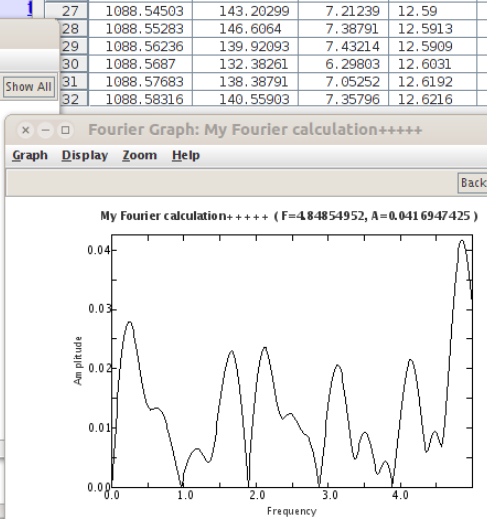 1
27 1088.54503 143.20299 7.21239 12.59
28 1088.55283 146.6064 7.38791 12.5913
29 1088.56236 139.92093 7.43214 12.5909
30 1088.5687 132.38261 6.29803 12.6031
31 1088.57683 138.38791 7.05252 12.6192
32 1088.58316 140.55903 7.35796 12.6216
Show All
Fourier Graph: My Fourier calculation+++++
Graph Display Zoom Help
Back
My Fourier calculation+++++ ( F=4.84854952, A=0.0416947425 )
0.04
0.03
0.02
0.01
0.00
Amplitude
0.0 1.0 2.0 3.0 4.0
Frequency